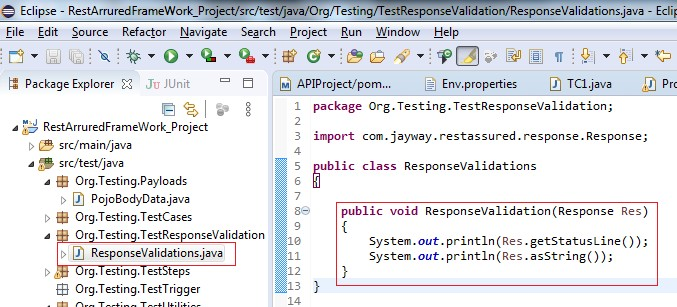 Eclipse - RestArruredFrameWork_Project/src/test/java/Org/Testing/TestResponseValidation/ResponseValidations.java - Ecli
File Edit Source Refactor Navigate Search Project Run Window Help
Package Explorer
JUnit
RestArruredFrameWork_Project
src/main/java
src/test/java
Org.Testing.Payloads
PojoBodyData.java
Org.Testing.TestCases
Org.Testing.TestResponseValidation
ResponseValidations.java
Org.Testing.TestSteps
Org.Testing.TestTrigger
Org.Testing.TestUtilities
APIProject/pom... Env.properties TC1.java Pro
1 package Org.Testing.TestResponseValidation;
2
3 import com.jayway.restassured.response.Response;
4
5 public class ResponseValidations
6 {
7
8 public void ResponseValidation(Response Res)
9 {
10 System.out.println(Res.getStatusLine());
11 System.out.println(Res.asString());
12 }
13 }
14